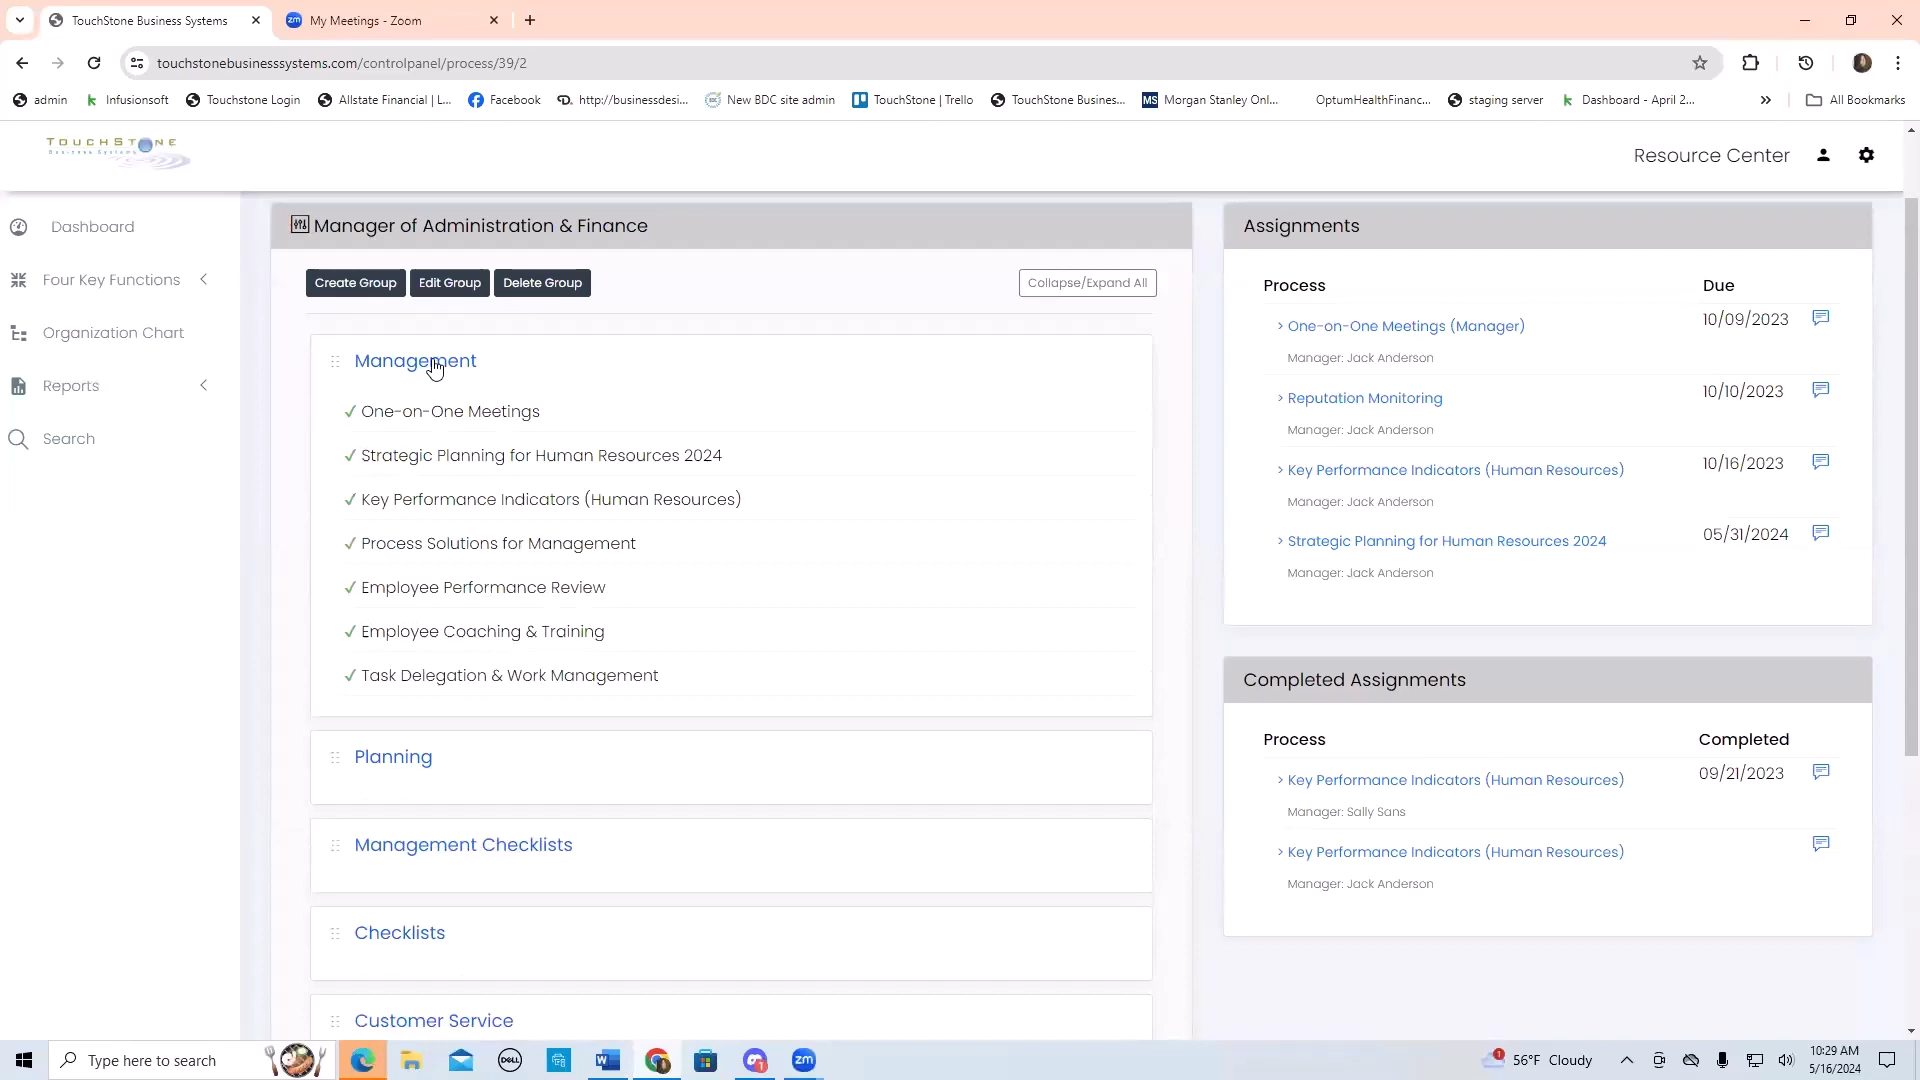 TouchStone Business Systems
My Meetings - Zoom
touchstonebusinesssystems.com/controlpanel/process/39/2
admin
Infusionsoft
Touchstone Login
Allstate Financial | L...
Facebook
http://businessdesi...
New BDC site admin
TouchStone | Trello
TouchStone Busines...
Morgan Stanley Onl...
OptumHealthFinanc...
staging server
Dashboard - April 2...
All Bookmarks
TOUCHSTONE
Business Systems
Resource Center
Dashboard
Four Key Functions
Organization Chart
Reports
Search
Manager of Administration & Finance
Create Group
Edit Group
Delete Group
Collapse/Expand All
Management
One-on-One Meetings
Strategic Planning for Human Resources 2024
Key Performance Indicators (Human Resources)
Process Solutions for Management
Employee Performance Review
Employee Coaching & Training
Task Delegation & Work Management
Planning
Management Checklists
Checklists
Customer Service
Assignments
Process Due
One-on-One Meetings (Manager) 10/09/2023
Manager: Jack Anderson
Reputation Monitoring 10/10/2023
Manager: Jack Anderson
Key Performance Indicators (Human Resources) 10/16/2023
Manager: Jack Anderson
Strategic Planning for Human Resources 2024 05/31/2024
Manager: Jack Anderson
Completed Assignments
Process Completed
Key Performance Indicators (Human Resources) 09/21/2023
Manager: Sally Sans
Key Performance Indicators (Human Resources)
Manager: Jack Anderson
Type here to search
56°F Cloudy
10:29 AM
5/16/2024